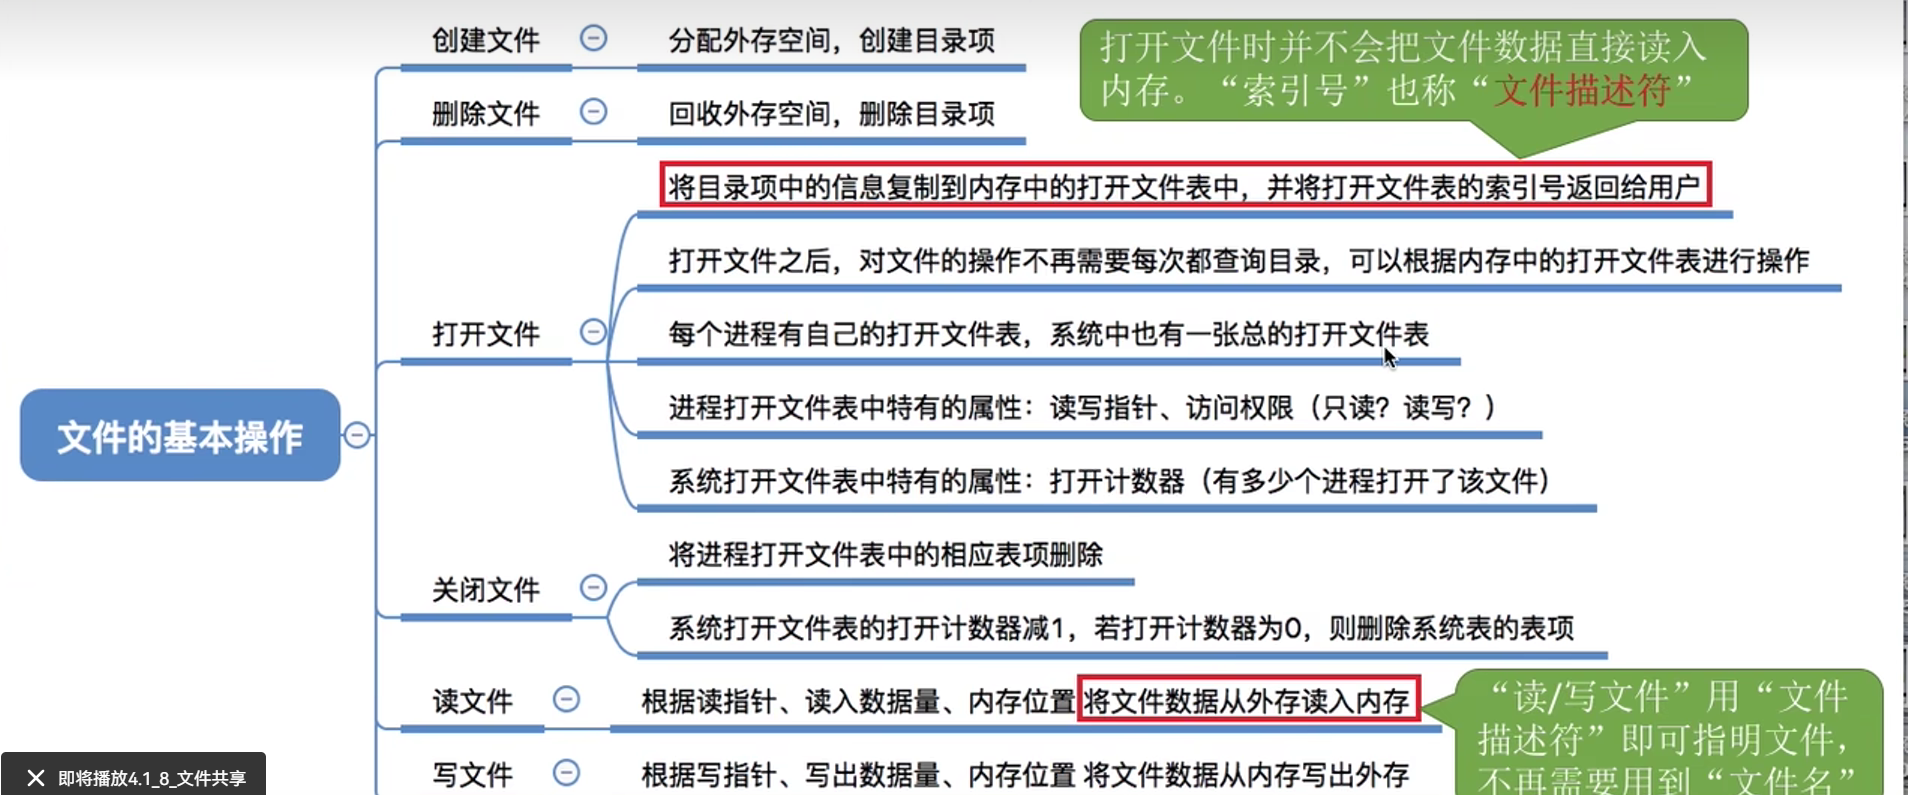 创建文件
分配外存空间，创建目录项
打开文件时并不会把文件数据直接读入
内存。“索引号”也称“文件描述符”
删除文件
回收外存空间，删除目录项
将目录项中的信息复制到内存中的打开文件表中，并将打开文件表的索引号返回给用户
打开文件之后，对文件的操作不再需要每次都查询目录，可以根据内存中的打开文件表进行操作
打开文件
每个进程有自己的打开文件表，系统中也有一张总的打开文件表
进程打开文件表中特有的属性：读写指针、访问权限（只读？读写？）
文件的基本操作
系统打开文件表中特有的属性：打开计数器（有多少个进程打开了该文件）
将进程打开文件表中的相应表项删除
关闭文件
系统打开文件表的打开计数器减1，若打开计数器为0，则删除系统表的表项
读文件
根据读指针、读入数据量、内存位置将文件数据从外存读入内存
“读/写文件”用“文件
描述符”即可指明文件，
不再需要用到“文件名”
写文件
根据写指针、写出数据量、内存位置 将文件数据从内存写出外存
即将播放4.1_8_文件共享